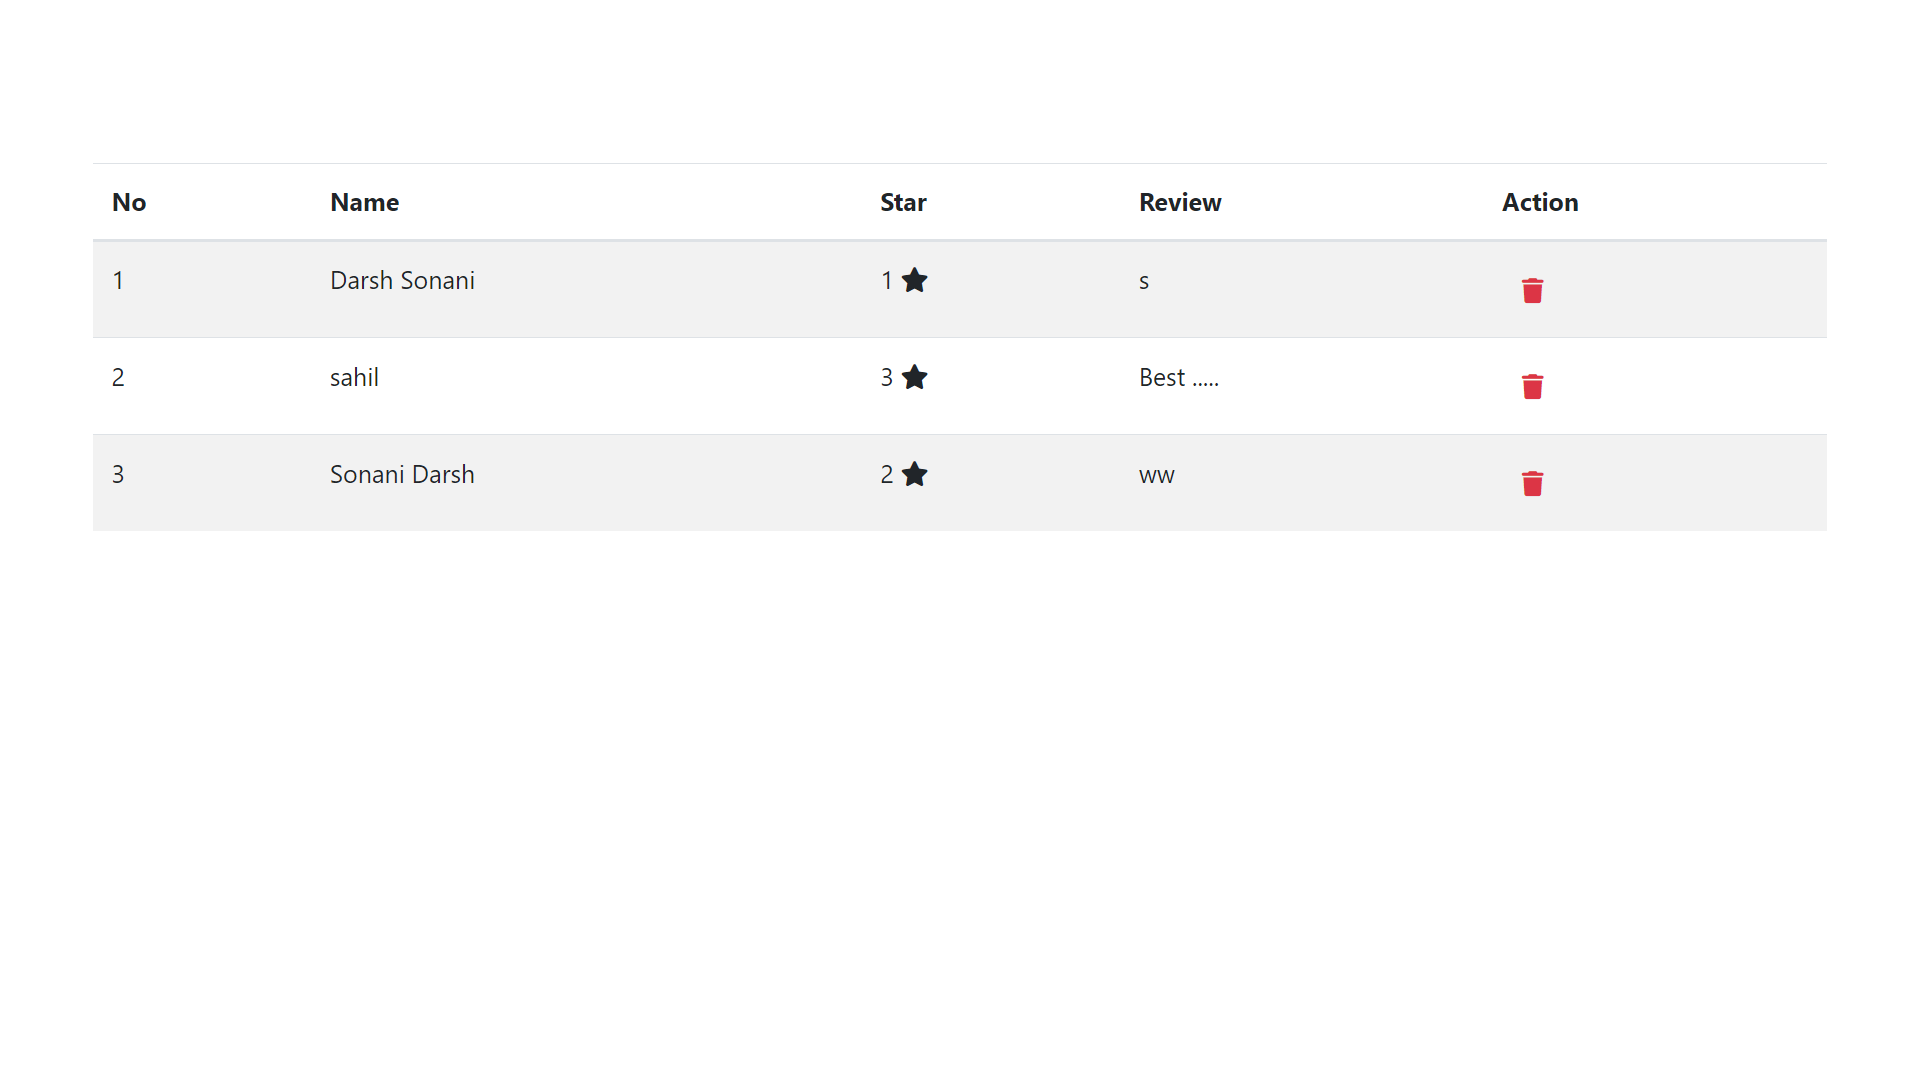 No Name Star Review Action
1 Darsh Sonani 1 s
2 sahil 3 Best .....
3 Sonani Darsh 2 ww